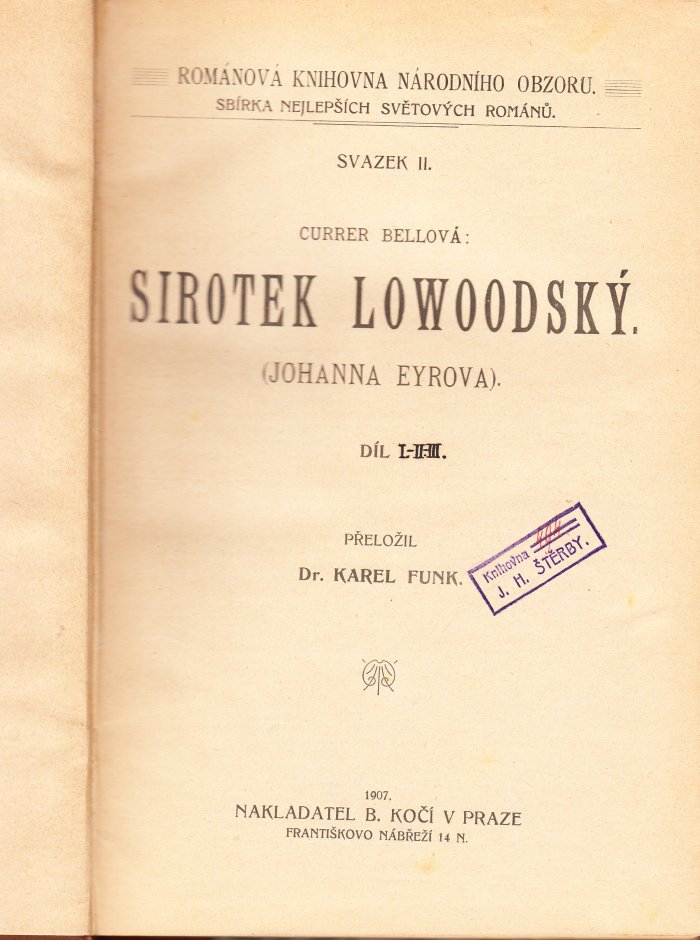 ROMÁNOVÁ KNIHOVNA NÁRODNÍHO OBZORU.
SBÍRKA NEJLEPŠÍCH SVĚTOVÝCH ROMÁNŮ.
SVAZEK II.
CURRER BELLOVÁ:
SIROTEK LOWOODSKÝ.
(JOHANNA EYROVA).
DÍL I.-II-III.
PŘELOŽIL
Dr. KAREL FUNK.
Knihovna
J. H. ŠTĚRBY.
1907.
NAKLADATEL B. KOČÍ V PRAZE
FRANTIŠKOVO NÁBŘEŽÍ 14 N.